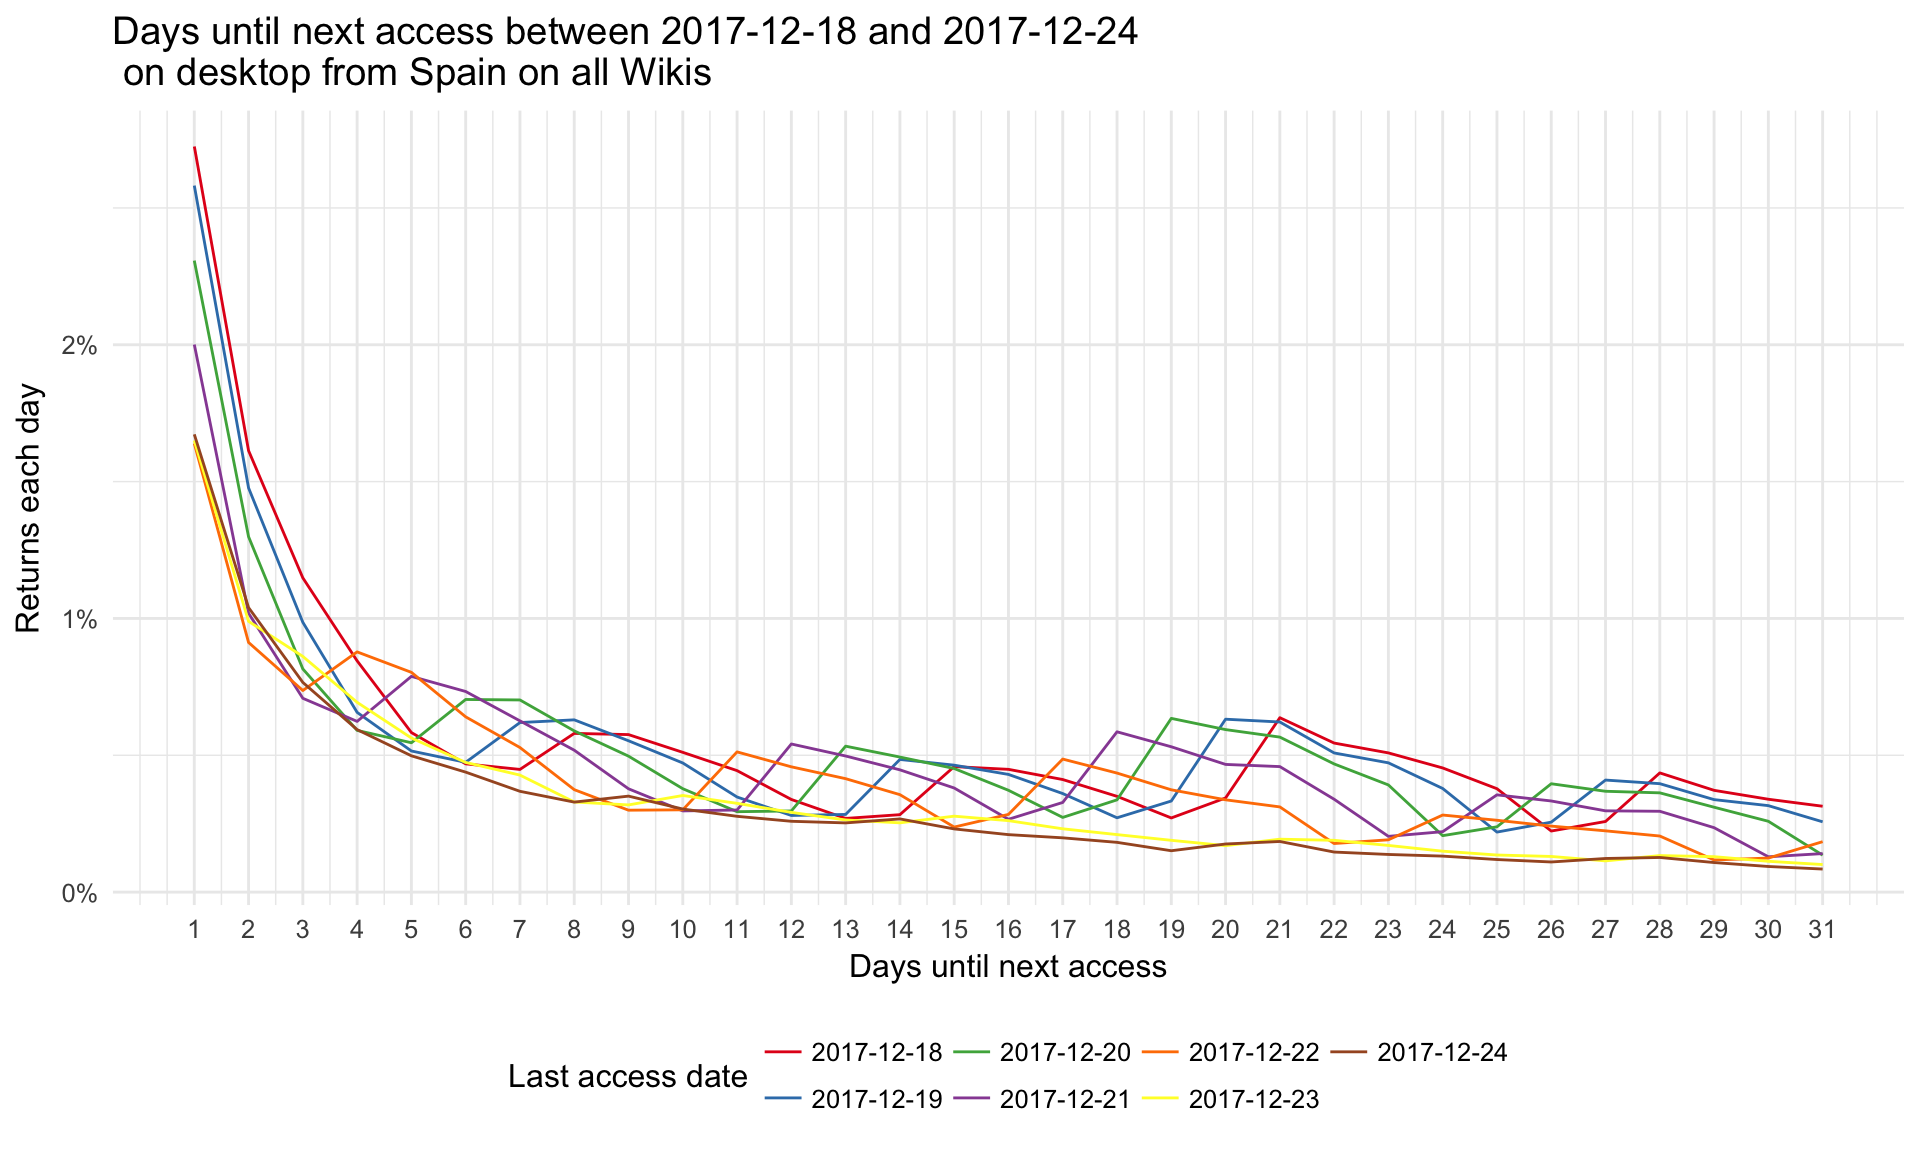 Days until next access between 2017-12-18 and 2017-12-24
on desktop from Spain on all Wikis
Returns each day
2%
1%
0%
1 2 3 4 5 6 7 8 9 10 11 12 13 14 15 16 17 18 19 20 21 22 23 24 25 26 27 28 29 30 31
Days until next access
Last access date
2017-12-18 2017-12-20 2017-12-22 2017-12-24
2017-12-19 2017-12-21 2017-12-23